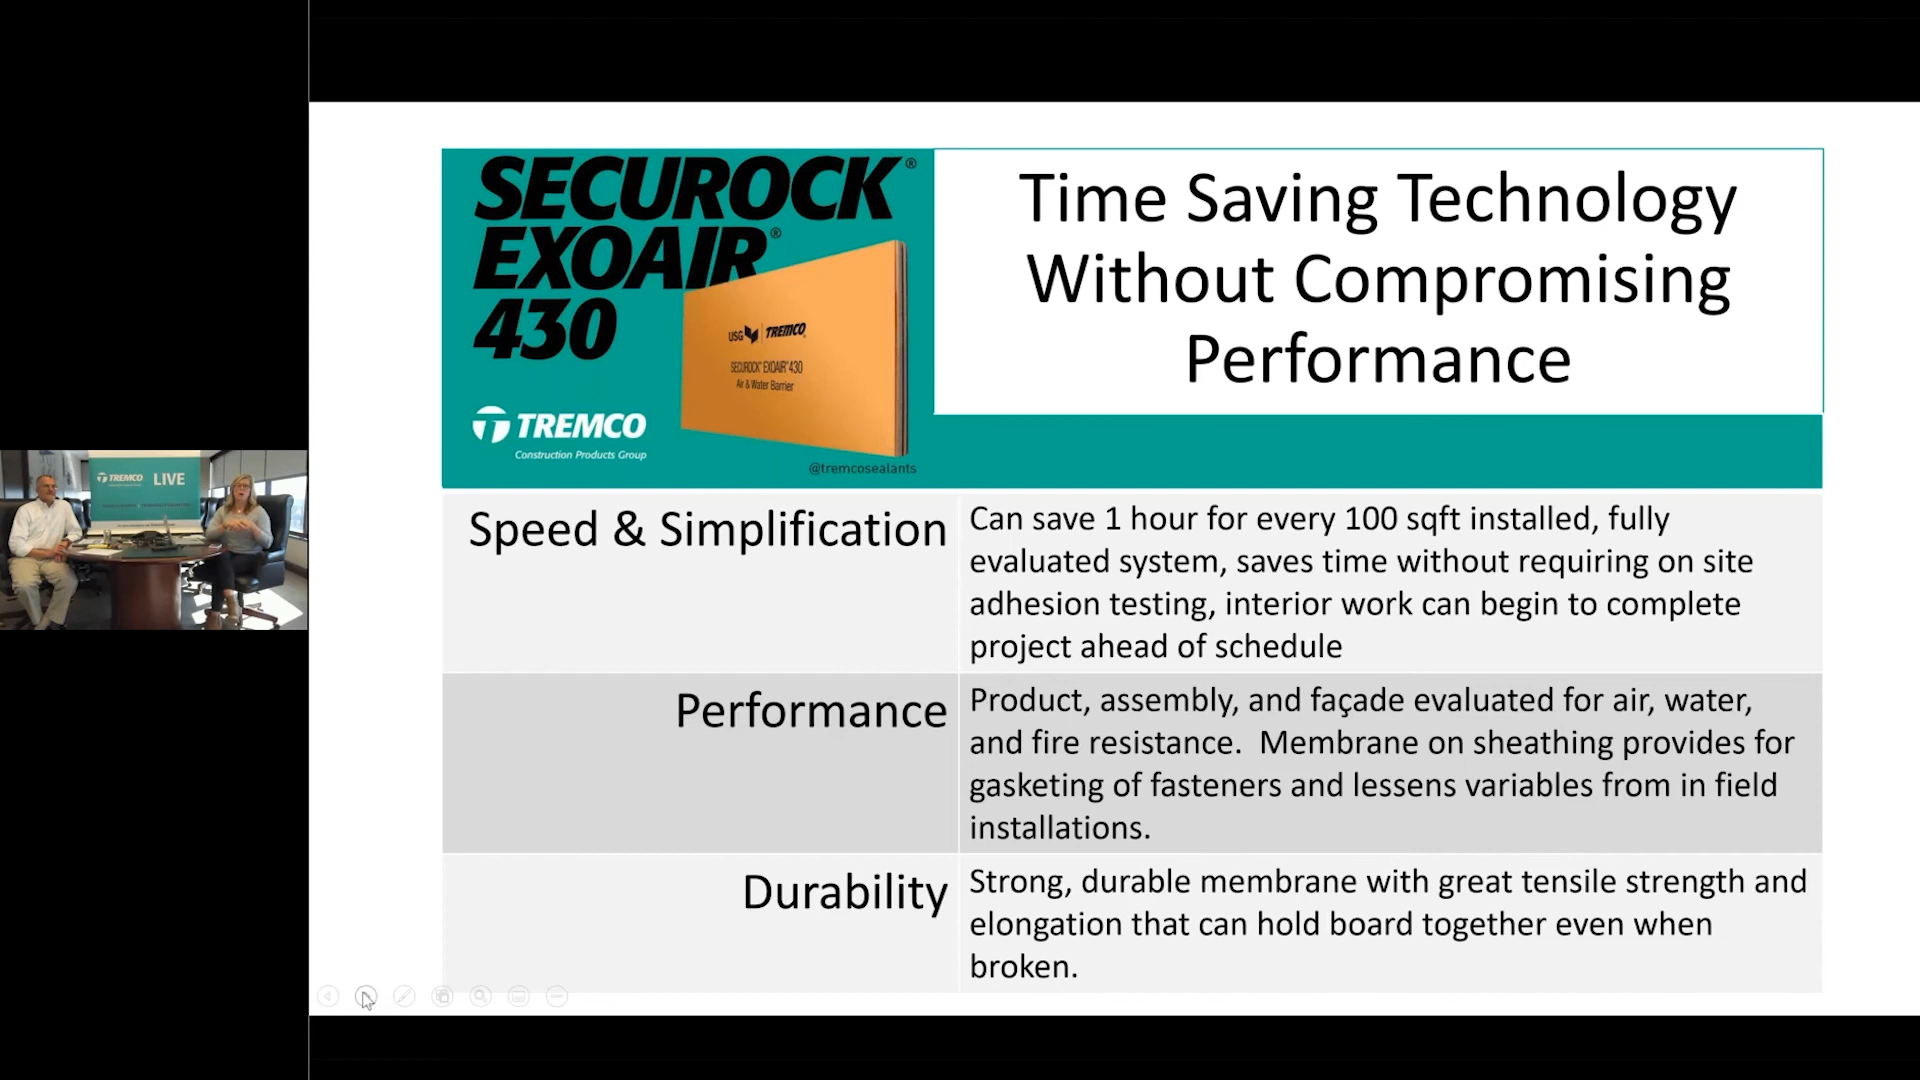 TREMCO LIVE
SECUROCK®
EXOAIR®
430
USG TREMCO
SECUROCK® EXOAIR® 430
Air & Water Barrier
TREMCO
Construction Products Group
@tremcosealants
Time Saving Technology
Without Compromising
Performance
Speed & Simplification
Can save 1 hour for every 100 sqft installed, fully
evaluated system, saves time without requiring on site
adhesion testing, interior work can begin to complete
project ahead of schedule
Performance
Product, assembly, and façade evaluated for air, water,
and fire resistance.  Membrane on sheathing provides for
gasketing of fasteners and lessens variables from in field
installations.
Durability
Strong, durable membrane with great tensile strength and
elongation that can hold board together even when
broken.